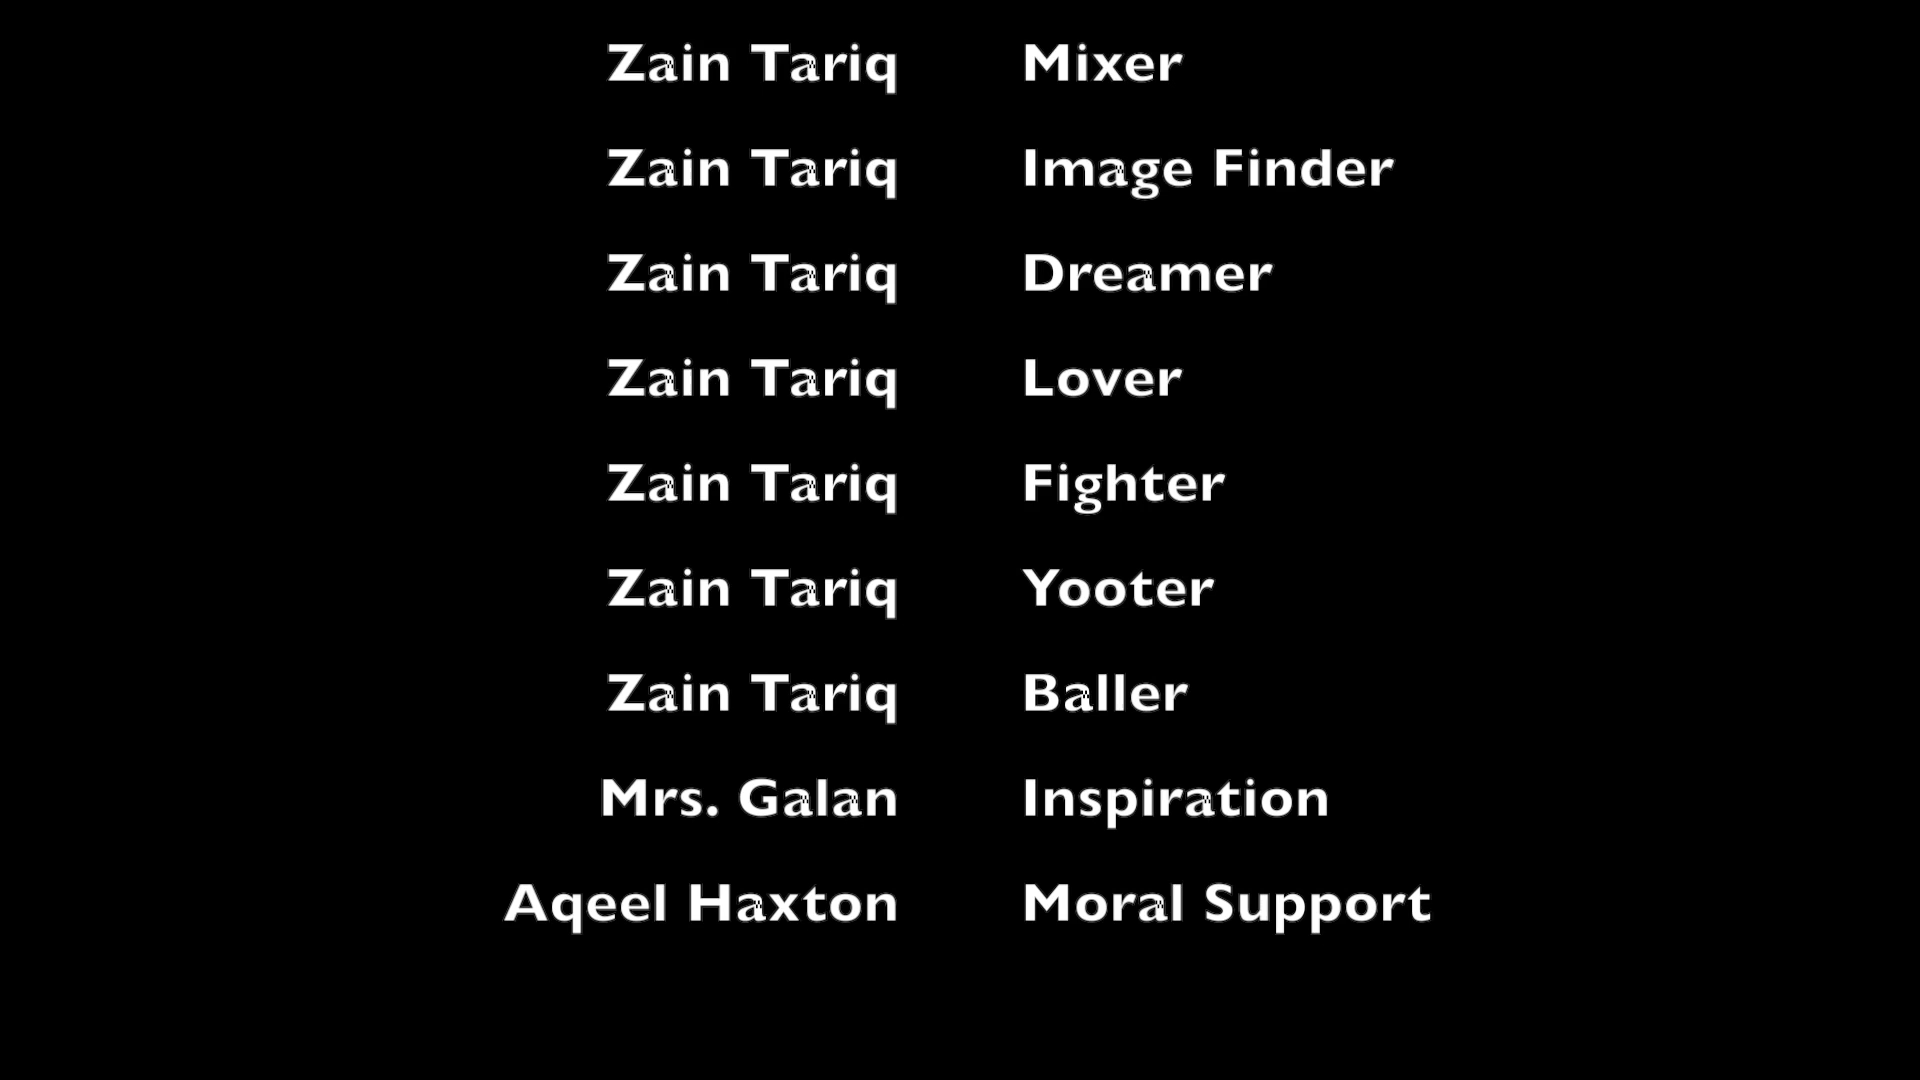 Zain Tariq Mixer
Zain Tariq Image Finder
Zain Tariq Dreamer
Zain Tariq Lover
Zain Tariq Fighter
Zain Tariq Yooter
Zain Tariq Baller
Mrs. Galan Inspiration
Aqeel Haxton Moral Support